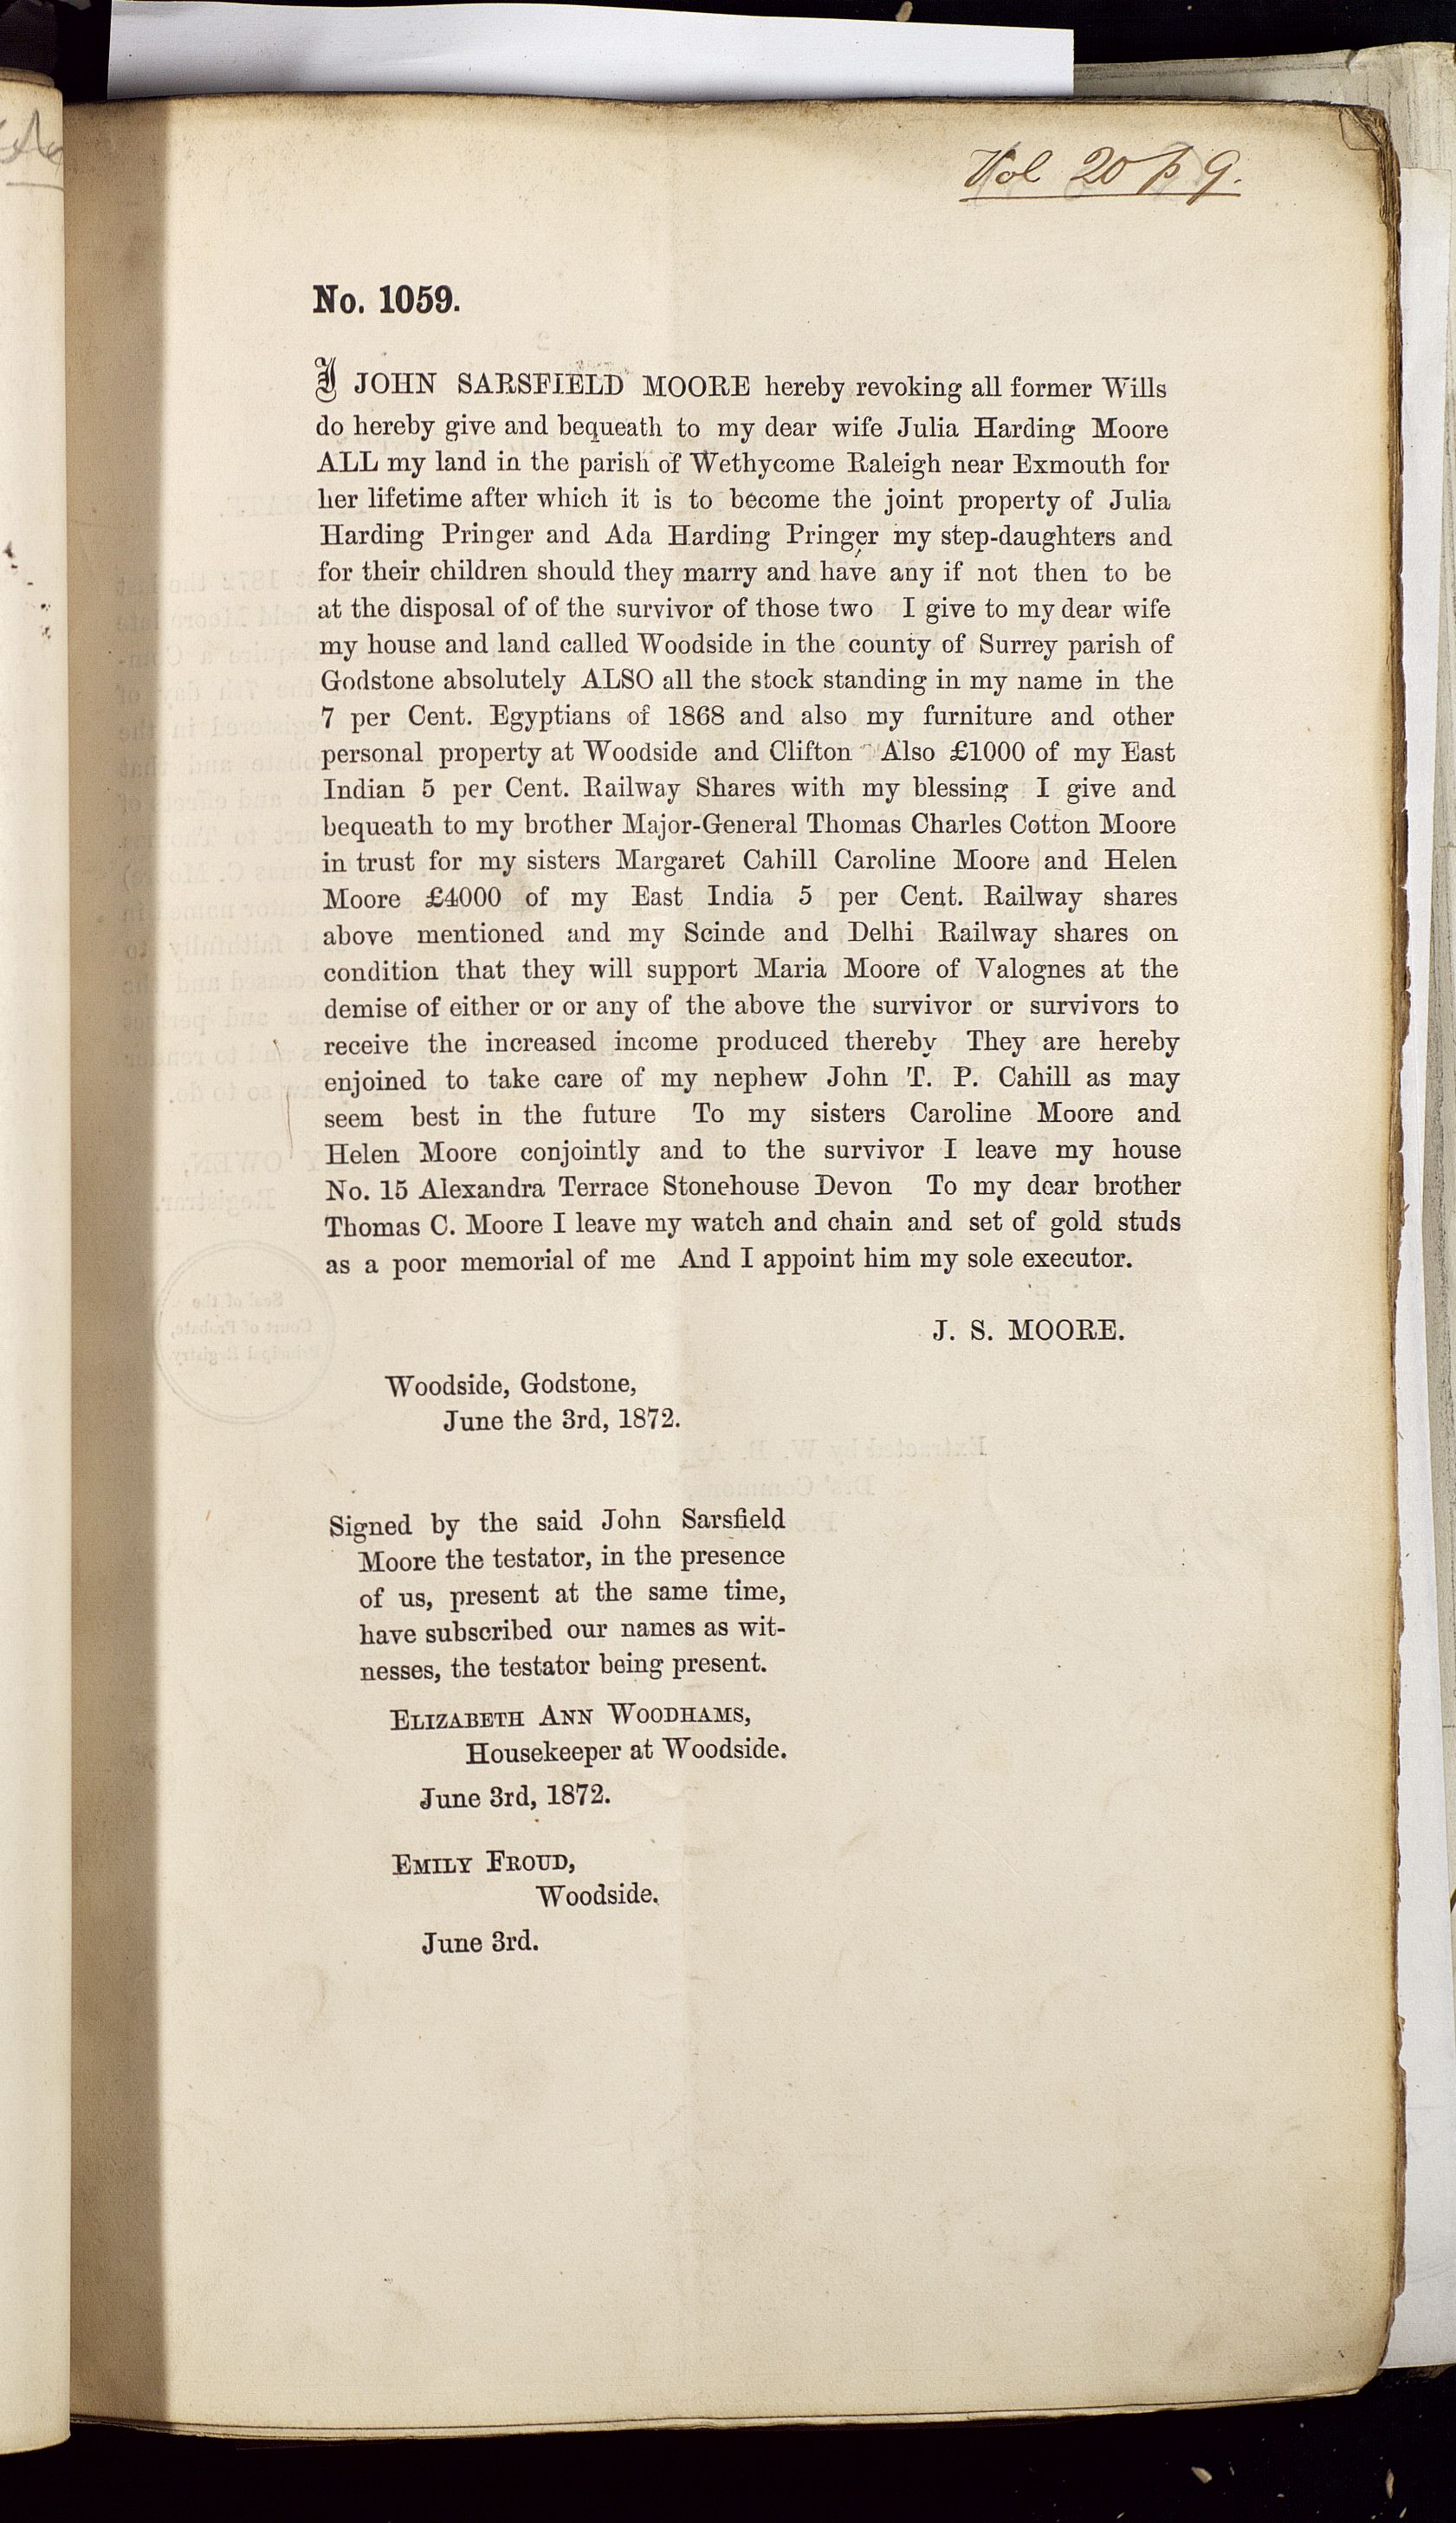 Vol 20 p 9.
No. 1059.
I JOHN SARSFIELD MOORE hereby revoking all former Wills
do hereby give and bequeath to my dear wife Julia Harding Moore
ALL my land in the parish of Wethycome Raleigh near Exmouth for
her lifetime after which it is to become the joint property of Julia
Harding Pringer and Ada Harding Pringer my step-daughters and
for their children should they marry and have any if not then to be
at the disposal of of the survivor of those two I give to my dear wife
my house and land called Woodside in the county of Surrey parish of
Godstone absolutely ALSO all the stock standing in my name in the
7 per Cent. Egyptians of 1868 and also my furniture and other
personal property at Woodside and Clifton Also £1000 of my East
Indian 5 per Cent. Railway Shares with my blessing I give and
bequeath to my brother Major-General Thomas Charles Cotton Moore
in trust for my sisters Margaret Cahill Caroline Moore and Helen
Moore £4000 of my East India 5 per Cent. Railway shares
above mentioned and my Scinde and Delhi Railway shares on
condition that they will support Maria Moore of Valognes at the
demise of either or or any of the above the survivor or survivors to
receive the increased income produced thereby They are hereby
enjoined to take care of my nephew John T. P. Cahill as may
seem best in the future To my sisters Caroline Moore and
Helen Moore conjointly and to the survivor I leave my house
No. 15 Alexandra Terrace Stonehouse Devon To my dear brother
Thomas C. Moore I leave my watch and chain and set of gold studs
as a poor memorial of me And I appoint him my sole executor.
J. S. MOORE.
Woodside, Godstone,
June the 3rd, 1872.
Signed by the said John Sarsfield
Moore the testator, in the presence
of us, present at the same time,
have subscribed our names as wit-
nesses, the testator being present.
ELIZABETH ANN WOODHAMS,
Housekeeper at Woodside.
June 3rd, 1872.
EMILY FROUD,
Woodside.
June 3rd.